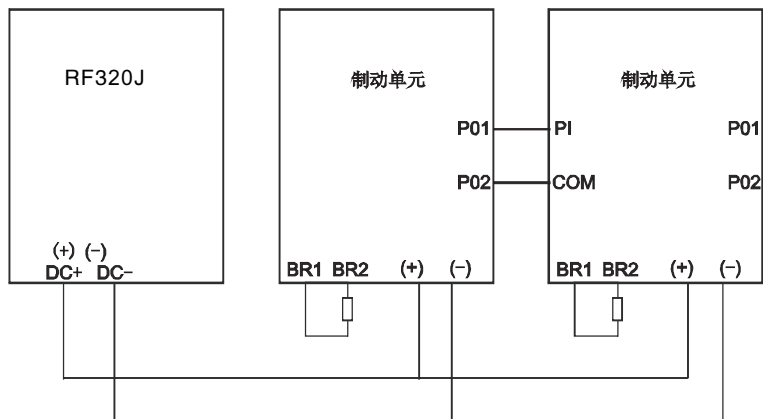 RF320J
制动单元
制动单元
P01
PI
P01
P02
COM
P02
(+) (-)
DC+ DC-
BR1 BR2 (+) (-)
BR1 BR2 (+) (-)